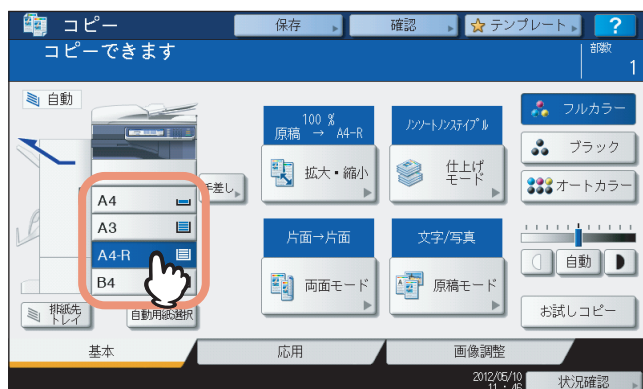 コピー
保存
確認
テンプレート
?
コピーできます
部数
1
自動
100 %
原稿 → A4-R
ノンソートノンステイプル
フルカラー
拡大・縮小
仕上げ
モード
ブラック
手差し
オートカラー
A4
A3
A4-R
B4
片面→片面
文字/写真
両面モード
原稿モード
自動
排紙先
トレイ
自動用紙選択
お試しコピー
基本
応用
画像調整
2012/05/10
11 : 46
状況確認